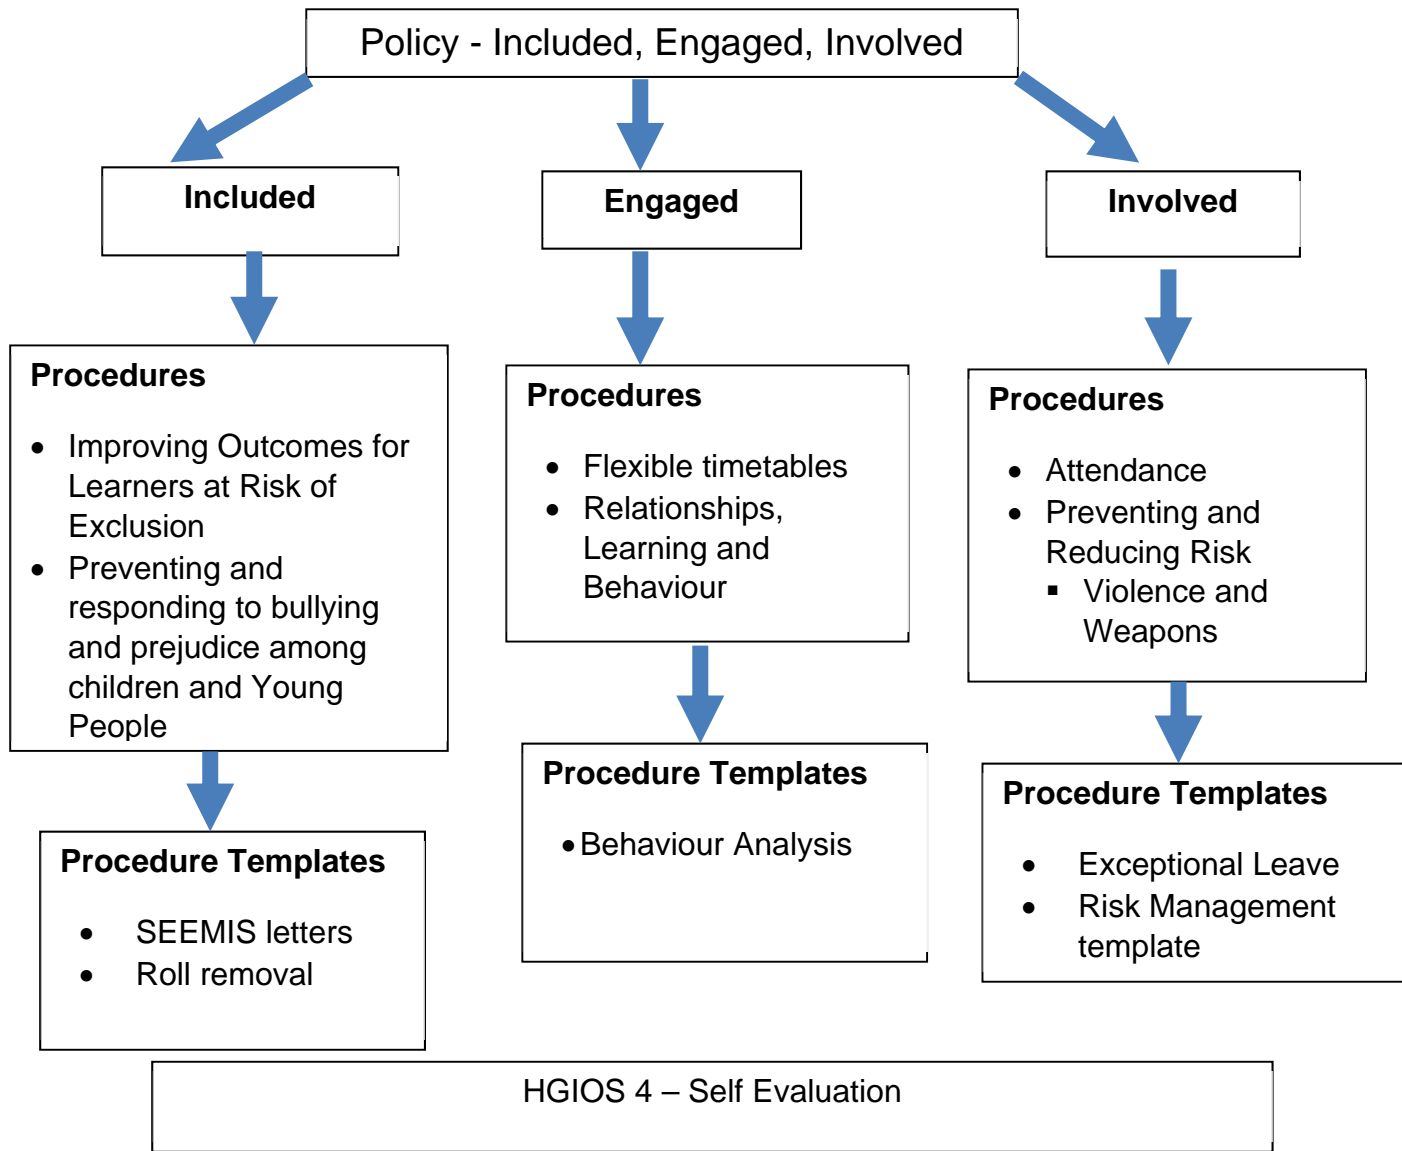 Policy - Included, Engaged, Involved
Included
Engaged
Involved
Procedures
• Improving Outcomes for
Learners at Risk of
Exclusion
• Preventing and
responding to bullying
and prejudice among
children and Young
People
Procedures
• Flexible timetables
• Relationships,
Learning and
Behaviour
Procedures
• Attendance
• Preventing and
Reducing Risk
▪ Violence and
Weapons
Procedure Templates
• SEEMIS letters
• Roll removal
Procedure Templates
•Behaviour Analysis
Procedure Templates
• Exceptional Leave
• Risk Management
template
HGIOS 4 – Self Evaluation